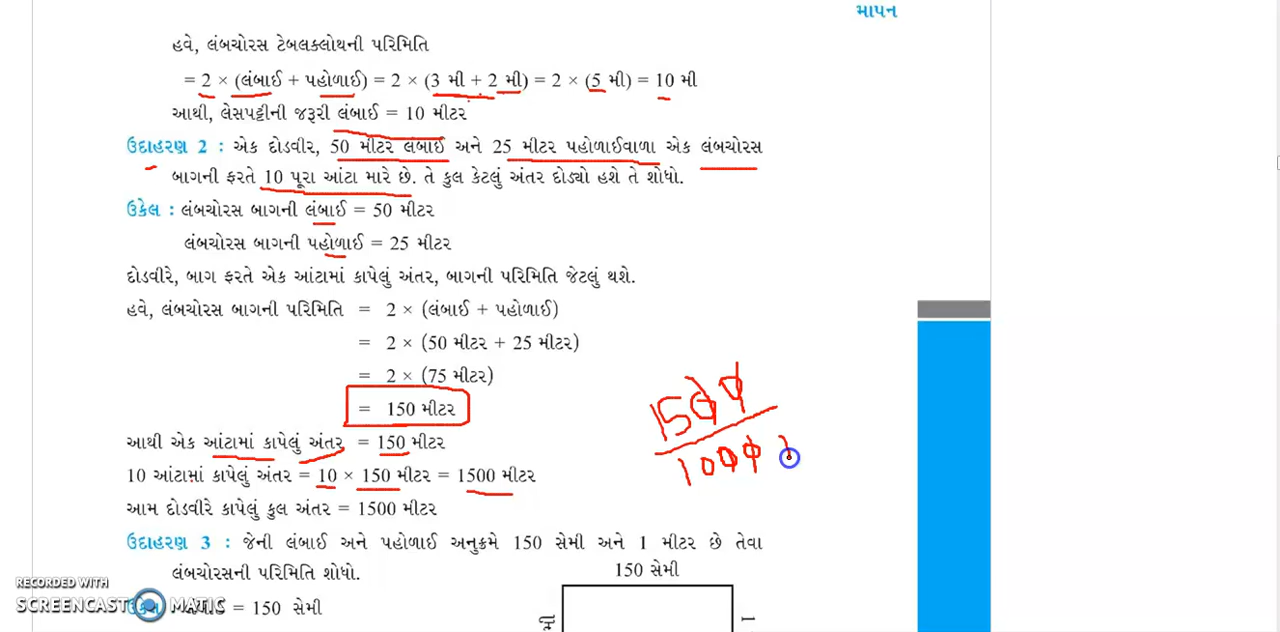 માપન
હવે, લંબચોરસ ટેબલક્લોથની પરિમિતિ
= 2 × (લંબાઈ + પહોળાઈ) = 2 × (3 મી + 2 મી) = 2 × (5 મી) = 10 મી
આથી, લેસપટ્ટીની જરૂરી લંબાઈ = 10 મીટર
ઉદાહરણ 2 : એક દોડવીર, 50 મીટર લંબાઈ અને 25 મીટર પહોળાઈવાળા એક લંબચોરસ
બાગની ફરતે 10 પૂરા આંટા મારે છે. તે કુલ કેટલું અંતર દોડ્યો હશે તે શોધો.
ઉકેલ : લંબચોરસ બાગની લંબાઈ = 50 મીટર
લંબચોરસ બાગની પહોળાઈ = 25 મીટર
દોડવીરે, બાગ ફરતે એક આંટામાં કાપેલું અંતર, બાગની પરિમિતિ જેટલું થશે.
હવે, લંબચોરસ બાગની પરિમિતિ = 2 × (લંબાઈ + પહોળાઈ)
= 2 × (50 મીટર + 25 મીટર)
= 2 × (75 મીટર)
= 150 મીટર
1500
1000
આથી એક આંટામાં કાપેલું અંતર = 150 મીટર
10 આંટામાં કાપેલું અંતર = 10 × 150 મીટર = 1500 મીટર
આમ દોડવીરે કાપેલું કુલ અંતર = 1500 મીટર
ઉદાહરણ 3 : જેની લંબાઈ અને પહોળાઈ અનુક્રમે 150 સેમી અને 1 મીટર છે તેવા
લંબચોરસની પરિમિતિ શોધો.
150 સેમી
RECORDED WITH
SCREENCAST MATIC
= 150 સેમી
1